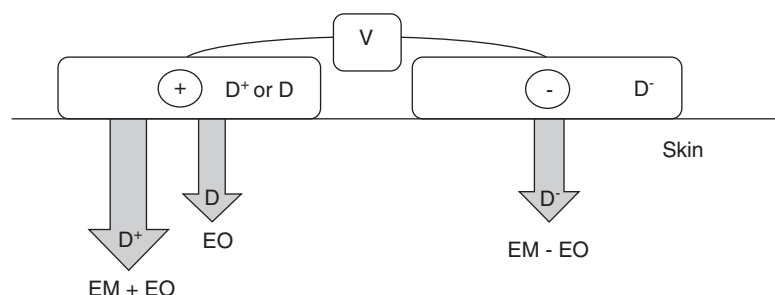 V
+ D⁺ or D
- D⁻
Skin
D
D⁻
D⁺
EO
EM - EO
EM + EO